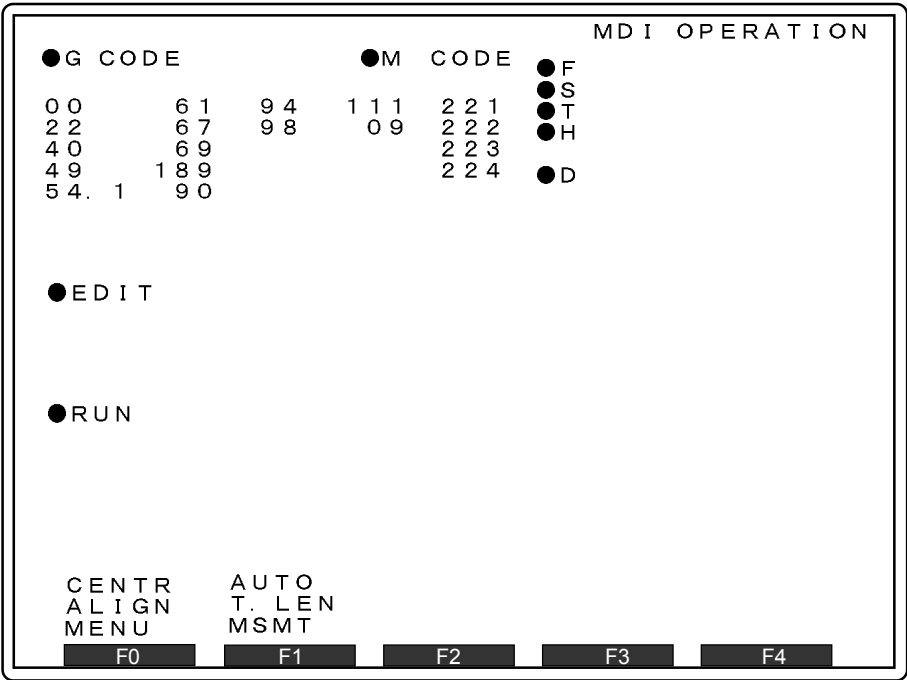 MDI OPERATION
●G CODE ●M CODE ●F
●S
00 61 94 111 221 ●T
22 67 98 09 222 ●H
40 69 223
49 189 224 ●D
54. 1 90
●EDIT
●RUN
CENTR AUTO
ALIGN T. LEN
MENU MSMT
F0 F1 F2 F3 F4